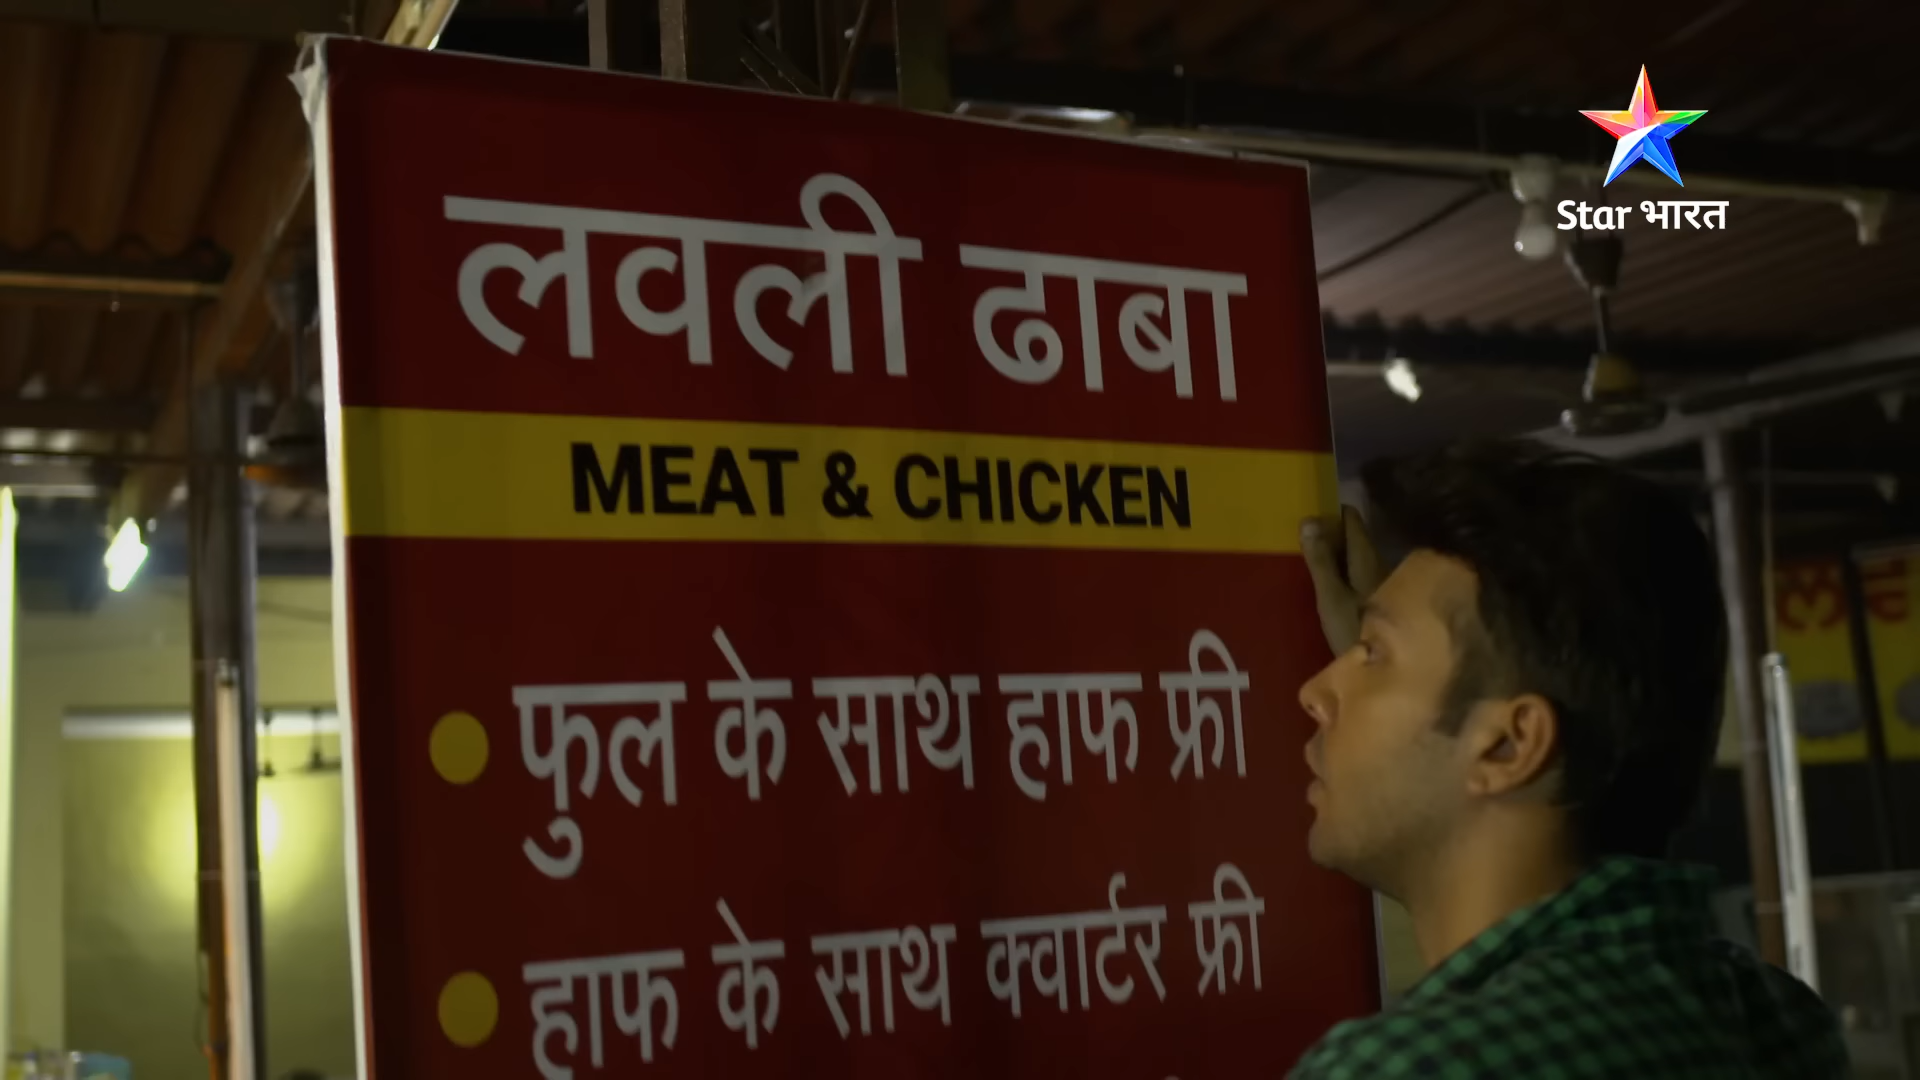 लवली ढाबा
MEAT & CHICKEN
फुल के साथ हाफ फ्री
हाफ के साथ क्वार्टर फ्री
Star भारत